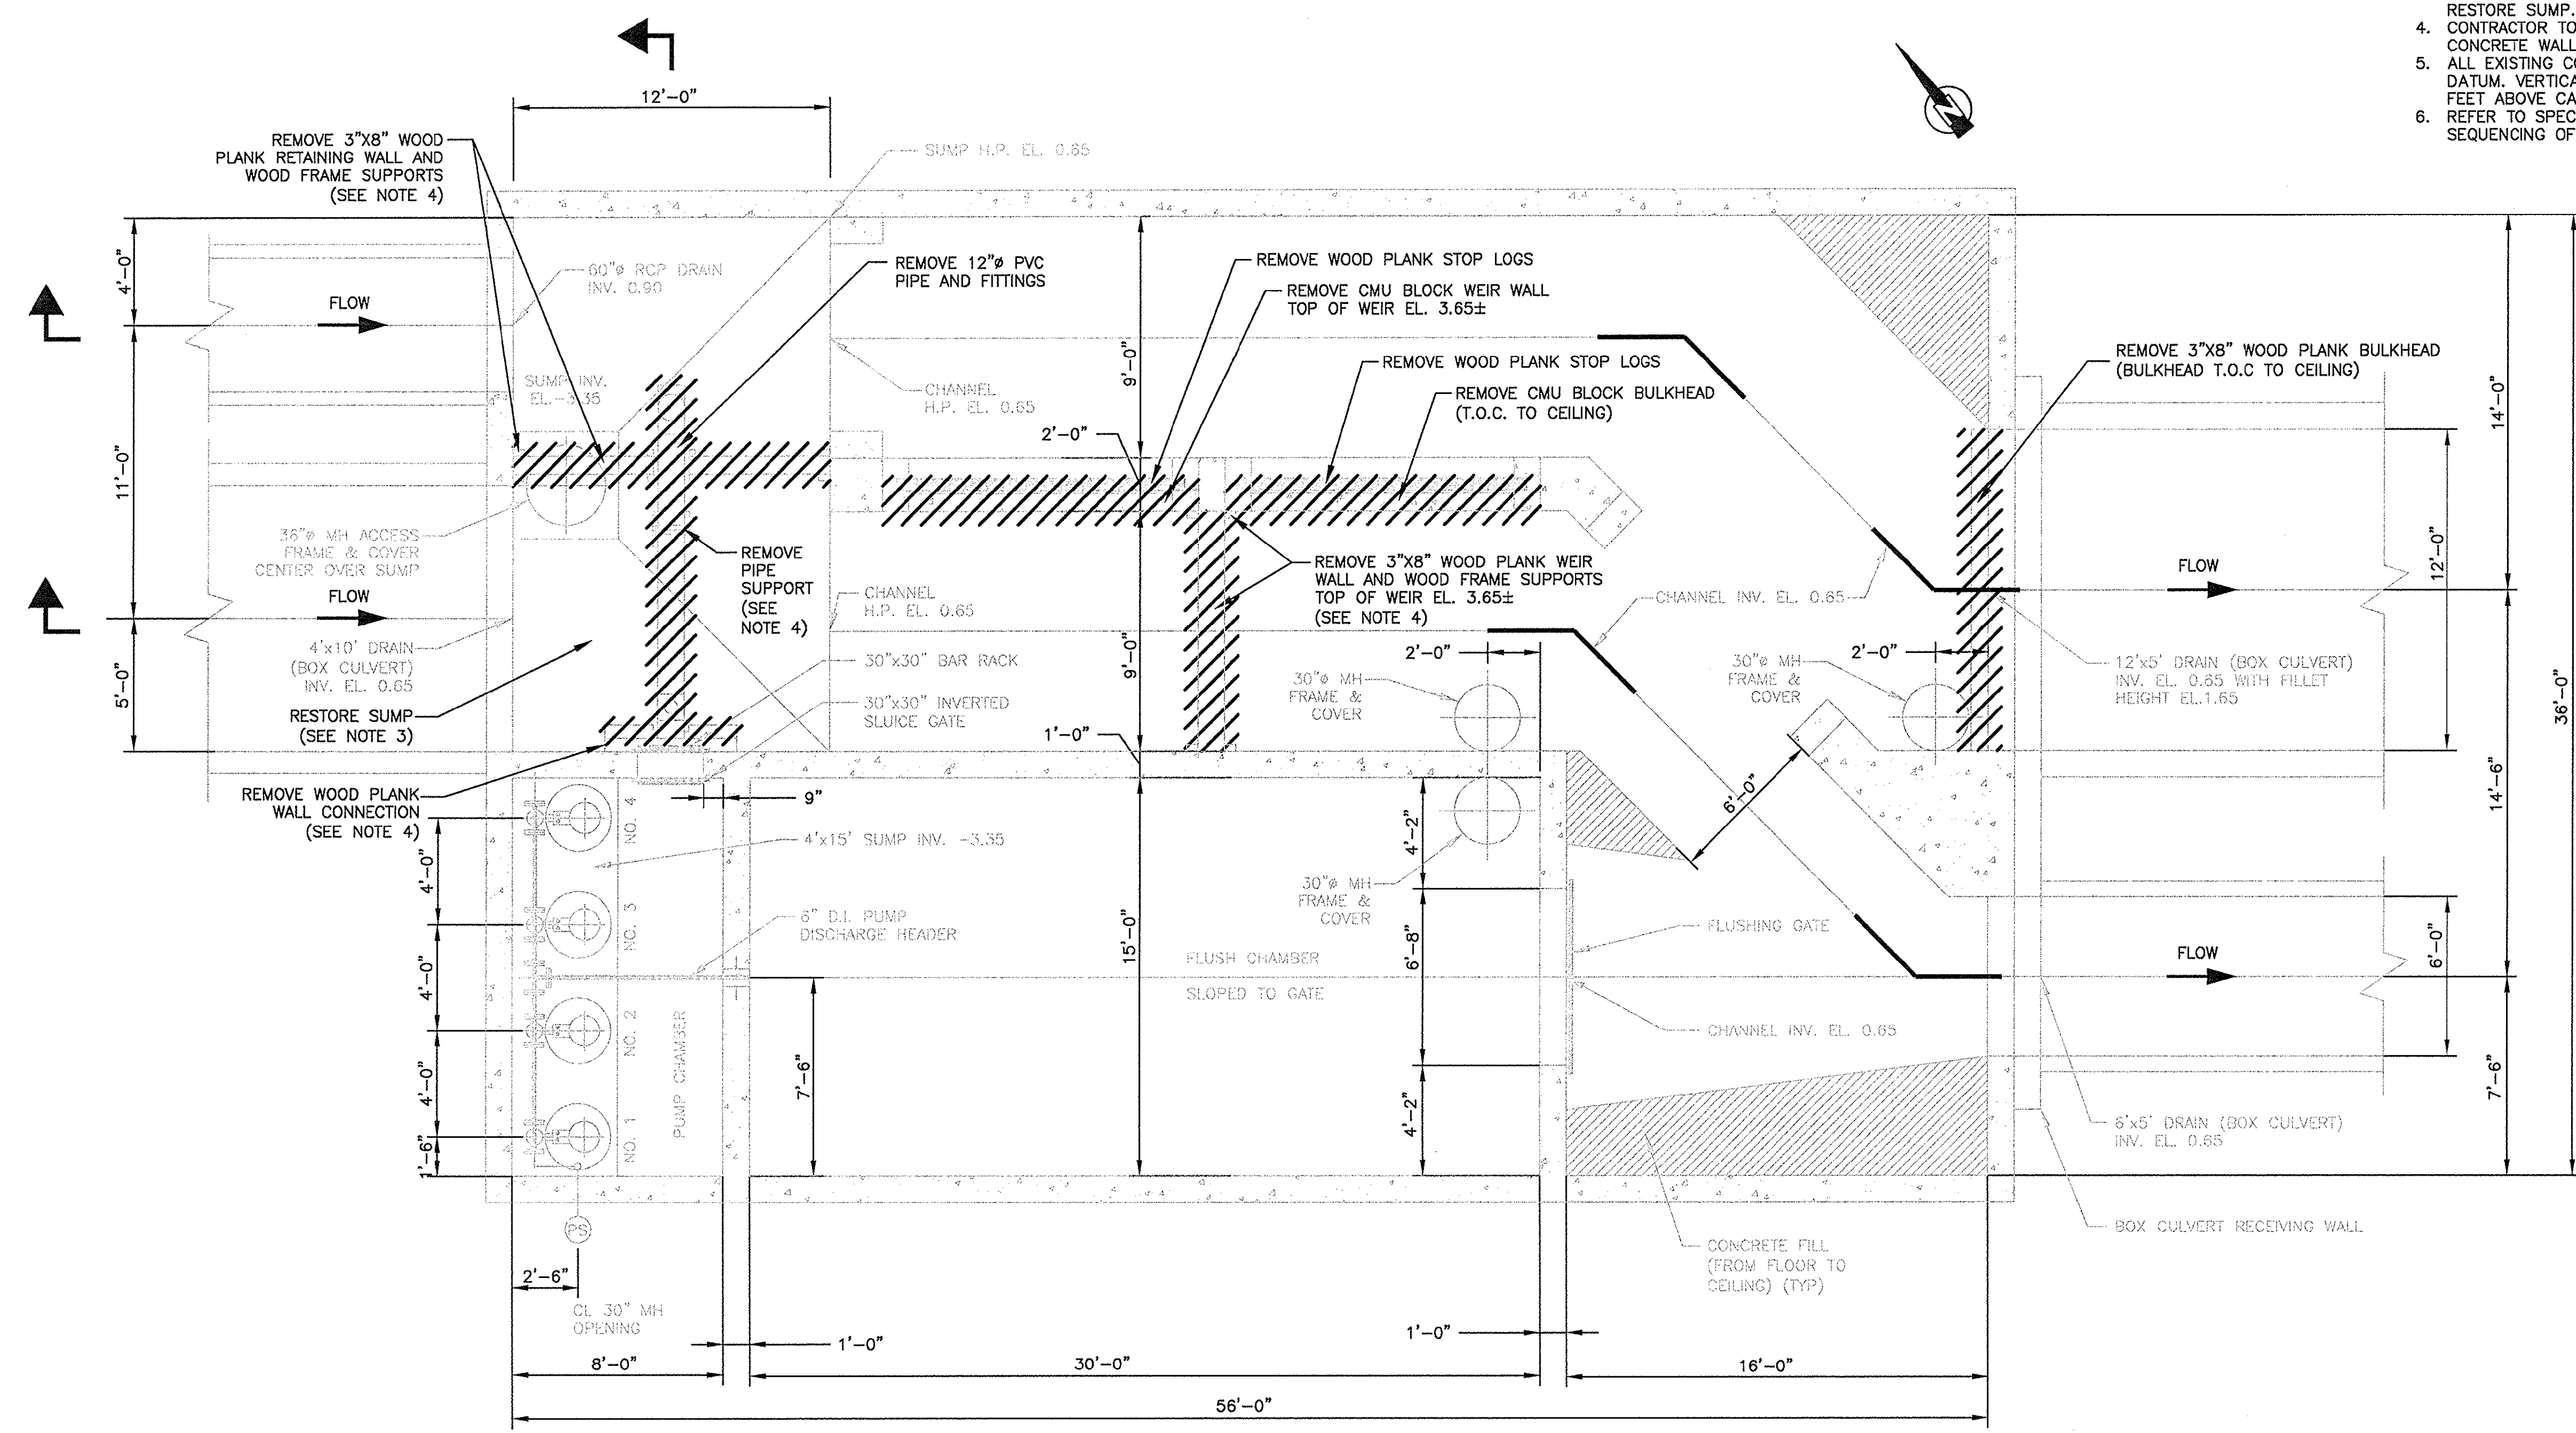 RESTORE SUMP.
4. CONTRACTOR TO
CONCRETE WALL
5. ALL EXISTING CO
DATUM. VERTICA
FEET ABOVE CA
6. REFER TO SPEC
SEQUENCING OF
12'-0"
REMOVE 3"X8" WOOD
PLANK RETAINING WALL AND
WOOD FRAME SUPPORTS
(SEE NOTE 4)
SUMP H.P. EL. 0.65
4'-0"
60"ø RCP DRAIN
INV. 0.90
FLOW
REMOVE 12"ø PVC
PIPE AND FITTINGS
REMOVE WOOD PLANK STOP LOGS
REMOVE CMU BLOCK WEIR WALL
TOP OF WEIR EL. 3.65±
9'-0"
REMOVE WOOD PLANK STOP LOGS
REMOVE CMU BLOCK BULKHEAD
(T.O.C. TO CEILING)
REMOVE 3"X8" WOOD PLANK BULKHEAD
(BULKHEAD T.O.C TO CEILING)
14'-0"
SUMP INV.
EL.-3.35
CHANNEL
H.P. EL. 0.65
2'-0"
11'-0"
36"ø MH ACCESS
FRAME & COVER
CENTER OVER SUMP
REMOVE
PIPE
SUPPORT
(SEE
NOTE 4)
REMOVE 3"X8" WOOD PLANK WEIR
WALL AND WOOD FRAME SUPPORTS
TOP OF WEIR EL. 3.65±
(SEE NOTE 4)
12'-0"
FLOW
FLOW
CHANNEL
H.P. EL. 0.65
CHANNEL INV. EL. 0.65
4'x10' DRAIN
(BOX CULVERT)
INV. EL. 0.65
5'-0"
30"x30" BAR RACK
30"x30" INVERTED
SLUICE GATE
9'-0"
2'-0"
30"ø MH
FRAME &
COVER
2'-0"
30"ø MH
FRAME &
COVER
12'x5' DRAIN (BOX CULVERT)
INV. EL. 0.65 WITH FILLET
HEIGHT EL.1.65
36'-0"
RESTORE SUMP
(SEE NOTE 3)
1'-0"
REMOVE WOOD PLANK
WALL CONNECTION
(SEE NOTE 4)
9"
6'-0"
14'-6"
NO. 4
4'x15' SUMP INV. -3.35
4'-2"
4'-0"
30"ø MH
FRAME &
COVER
NO. 3
6" D.I. PUMP
DISCHARGE HEADER
15'-0"
FLUSH CHAMBER
SLOPED TO GATE
6'-8"
FLUSHING GATE
FLOW
6'-0"
4'-0"
NO. 2
PUMP CHAMBER
CHANNEL INV. EL. 0.65
4'-0"
7'-6"
4'-2"
7'-6"
1'-6"
NO. 1
6'x5' DRAIN (BOX CULVERT)
INV. EL. 0.65
PS
BOX CULVERT RECEIVING WALL
CONCRETE FILL
(FROM FLOOR TO
CEILING) (TYP)
2'-6"
CL 30" MH
OPENING
1'-0"
1'-0"
8'-0"
30'-0"
16'-0"
56'-0"